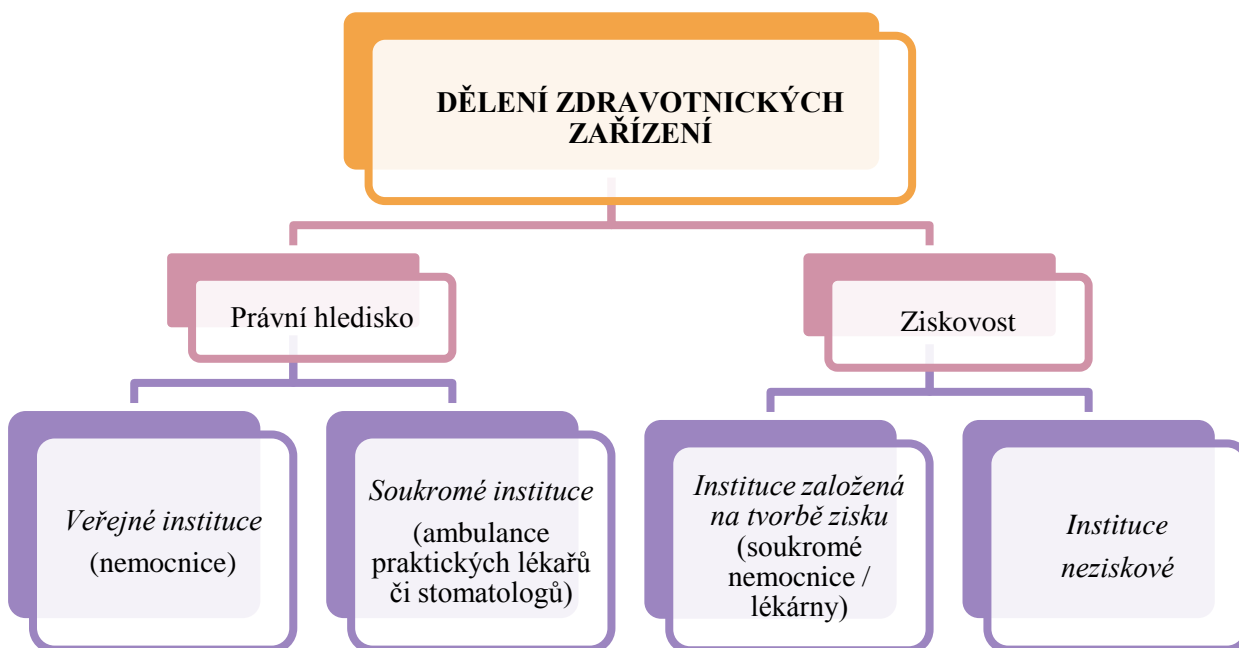 DĚLENÍ ZDRAVOTNICKÝCH
ZAŘÍZENÍ
Právní hledisko
Ziskovost
Veřejné instituce
(nemocnice)
Soukromé instituce
(ambulance
praktických lékařů
či stomatologů)
Instituce založená
na tvorbě zisku
(soukromé
nemocnice /
lékárny)
Instituce
neziskové